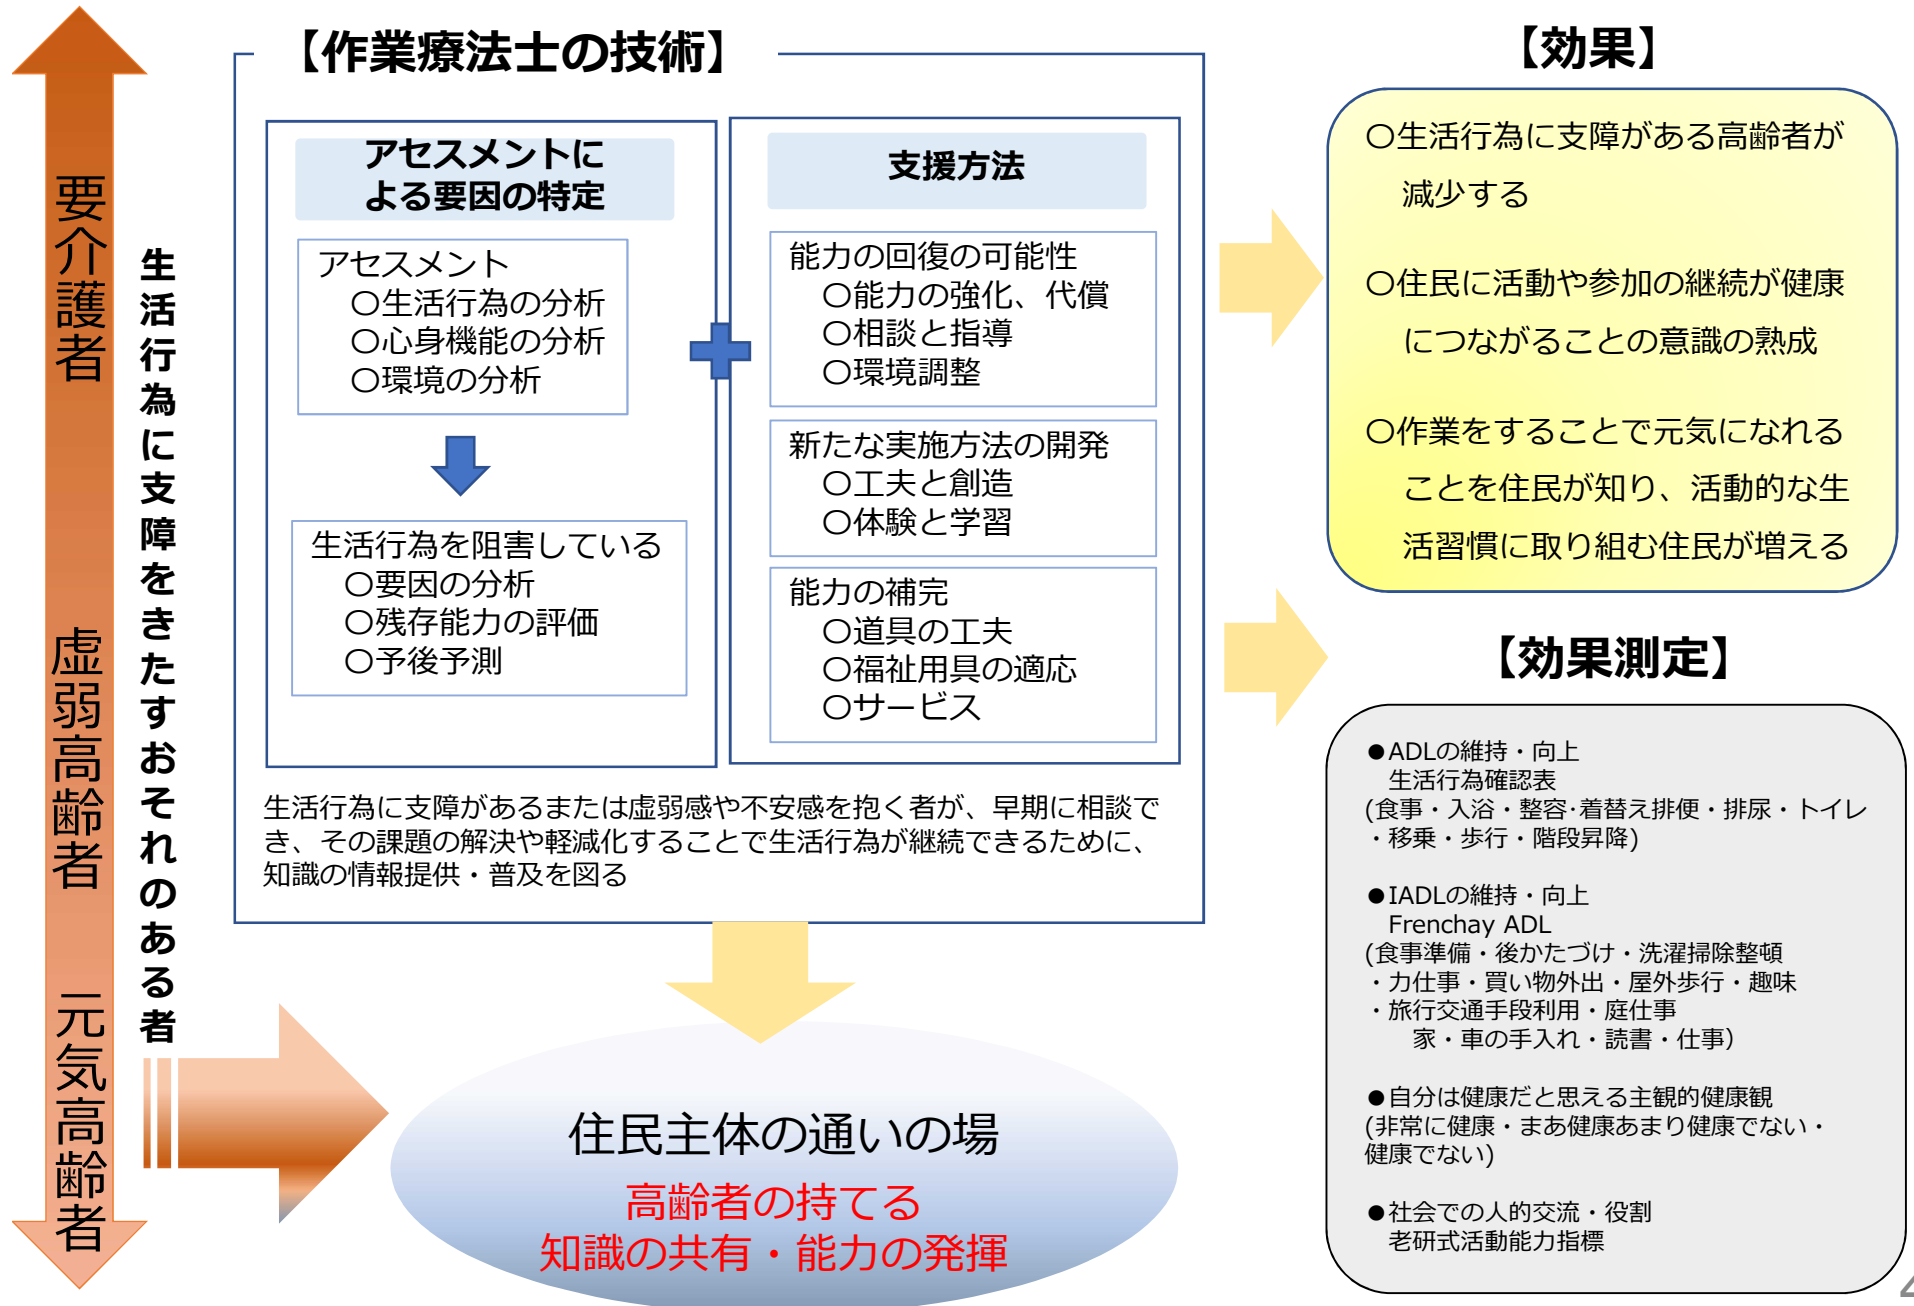 要介護者
虚弱高齢者
元気高齢者
生活行為に支障をきたすおそれのある者
【作業療法士の技術】
アセスメントに
よる要因の特定
アセスメント
〇生活行為の分析
〇心身機能の分析
〇環境の分析
生活行為を阻害している
〇要因の分析
〇残存能力の評価
〇予後予測
支援方法
能力の回復の可能性
〇能力の強化、代償
〇相談と指導
〇環境調整
新たな実施方法の開発
〇工夫と創造
〇体験と学習
能力の補完
〇道具の工夫
〇福祉用具の適応
〇サービス
生活行為に支障があるまたは虚弱感や不安感を抱く者が、早期に相談で
き、その課題の解決や軽減化することで生活行為が継続できるために、
知識の情報提供・普及を図る
住民主体の通いの場
高齢者の持てる
知識の共有・能力の発揮
【効果】
〇生活行為に支障がある高齢者が
減少する
〇住民に活動や参加の継続が健康
につながることの意識の熟成
〇作業をすることで元気になれる
ことを住民が知り、活動的な生
活習慣に取り組む住民が増える
【効果測定】
●ADLの維持・向上
生活行為確認表
(食事・入浴・整容･着替え排便・排尿・トイレ
・移乗・歩行・階段昇降)
●IADLの維持・向上
Frenchay ADL
(食事準備・後かたづけ・洗濯掃除整頓
・力仕事・買い物外出・屋外歩行・趣味
・旅行交通手段利用・庭仕事
家・車の手入れ・読書・仕事）
●自分は健康だと思える主観的健康観
(非常に健康・まあ健康あまり健康でない・
健康でない)
●社会での人的交流・役割
老研式活動能力指標